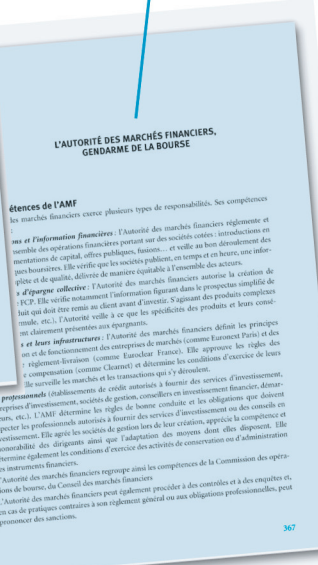 L'AUTORITÉ DES MARCHÉS FINANCIERS,
GENDARME DE LA BOURSE
étences de l'AMF
les marchés financiers exerce plusieurs types de responsabilités. Ses compétences
:
ons et l'information financières : l'Autorité des marchés financiers réglemente et
semble des opérations financières portant sur des sociétés cotées : introductions en
mentations de capital, offres publiques, fusions… et veille au bon déroulement des
ques boursières. Elle vérifie que les sociétés publient, en temps et en heure, une infor-
plète et de qualité, délivrée de manière équitable à l'ensemble des acteurs.
s d'épargne collective : l'Autorité des marchés financiers autorise la création de
FCP. Elle vérifie notamment l'information figurant dans le prospectus simplifié de
duit qui doit être remis au client avant d'investir. S'agissant des produits complexes
rmule, etc.), l'Autorité veille à ce que les spécificités des produits et leurs consé-
nt clairement présentées aux épargnants.
s et leurs infrastructures : l'Autorité des marchés financiers définit les principes
on et de fonctionnement des entreprises de marchés (comme Euronext Paris) et des
règlement-livraison (comme Euroclear France). Elle approuve les règles des
e compensation (comme Clearnet) et détermine les conditions d'exercice de leurs
lle surveille les marchés et les transactions qui s'y déroulent.
professionnels (établissements de crédit autorisés à fournir des services d'investissement,
reprises d'investissement, sociétés de gestion, conseillers en investissement financier, démar-
eurs, etc.). L'AMF détermine les règles de bonne conduite et les obligations que doivent
pecter les professionnels autorisés à fournir des services d'investissement ou des conseils en
vestissement. Elle agrée les sociétés de gestion lors de leur création, apprécie la compétence et
honorabilité des dirigeants ainsi que l'adaptation des moyens dont elles disposent. Elle
étermine également les conditions d'exercice des activités de conservation ou d'administration
es instruments financiers.
'Autorité des marchés financiers regroupe ainsi les compétences de la Commission des opéra-
ions de bourse, du Conseil des marchés financiers
'Autorité des marchés financiers peut également procéder à des contrôles et à des enquêtes et,
en cas de pratiques contraires à son règlement général ou aux obligations professionnelles, peut
prononcer des sanctions.
367